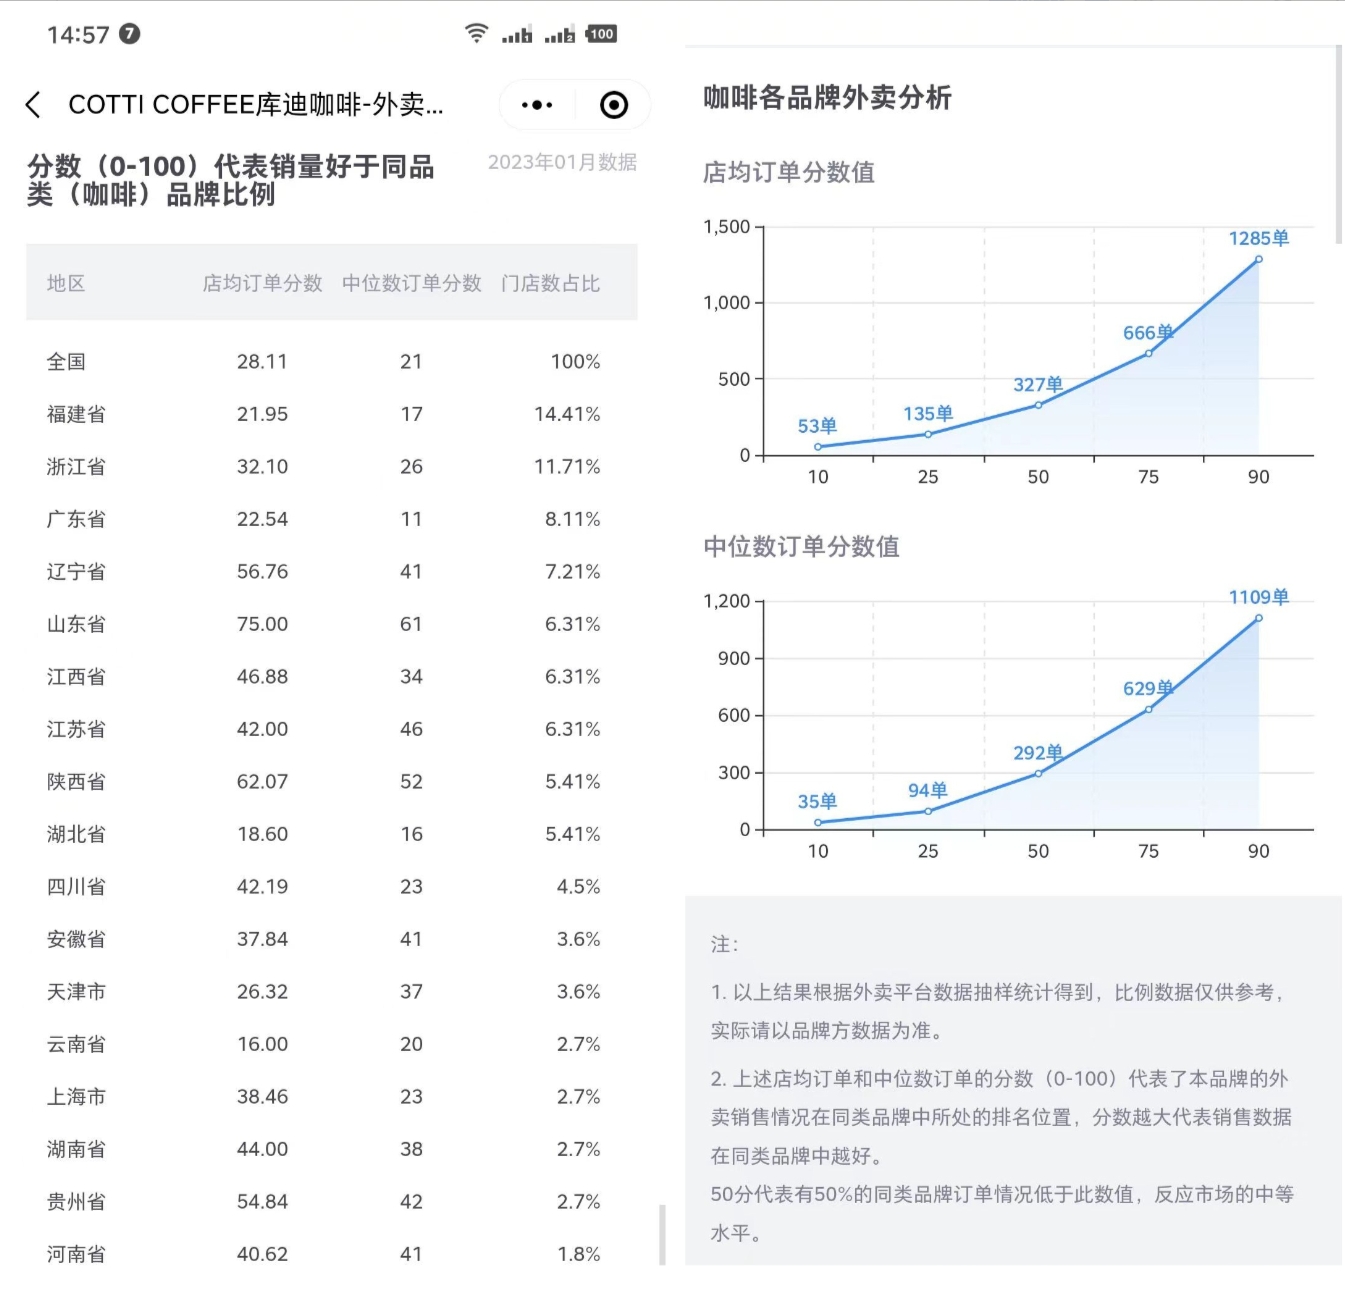 14:57 7
1 2 100
COTTI COFFEE库迪咖啡-外卖...
分数（0-100）代表销量好于同品
类（咖啡）品牌比例
2023年01月数据
地区 店均订单分数 中位数订单分数 门店数占比
全国 28.11 21 100%
福建省 21.95 17 14.41%
浙江省 32.10 26 11.71%
广东省 22.54 11 8.11%
辽宁省 56.76 41 7.21%
山东省 75.00 61 6.31%
江西省 46.88 34 6.31%
江苏省 42.00 46 6.31%
陕西省 62.07 52 5.41%
湖北省 18.60 16 5.41%
四川省 42.19 23 4.5%
安徽省 37.84 41 3.6%
天津市 26.32 37 3.6%
云南省 16.00 20 2.7%
上海市 38.46 23 2.7%
湖南省 44.00 38 2.7%
贵州省 54.84 42 2.7%
河南省 40.62 41 1.8%
咖啡各品牌外卖分析
店均订单分数值
1,500
1285单
1,000
666单
500
327单
135单
53单
0
10 25 50 75 90
中位数订单分数值
1,200
1109单
900
629单
600
292单
300
94单
35单
0
10 25 50 75 90
注：
1. 以上结果根据外卖平台数据抽样统计得到，比例数据仅供参考，
实际请以品牌方数据为准。
2. 上述店均订单和中位数订单的分数（0-100）代表了本品牌的外
卖销售情况在同类品牌中所处的排名位置，分数越大代表销售数据
在同类品牌中越好。
50分代表有50%的同类品牌订单情况低于此数值，反应市场的中等
水平。